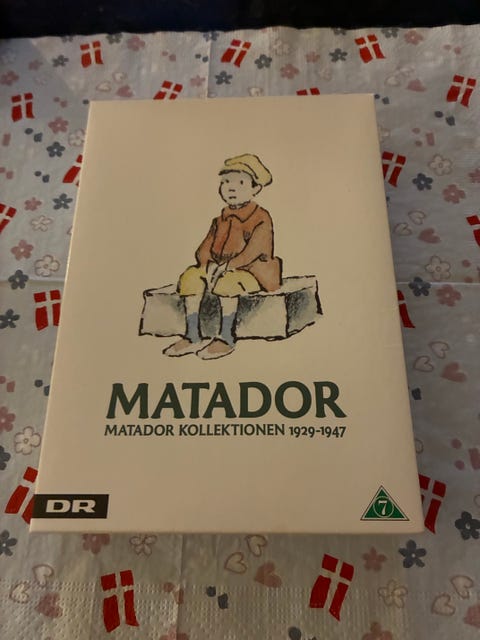 MATADOR
MATADOR KOLLEKTIONEN 1929-1947
DR
7